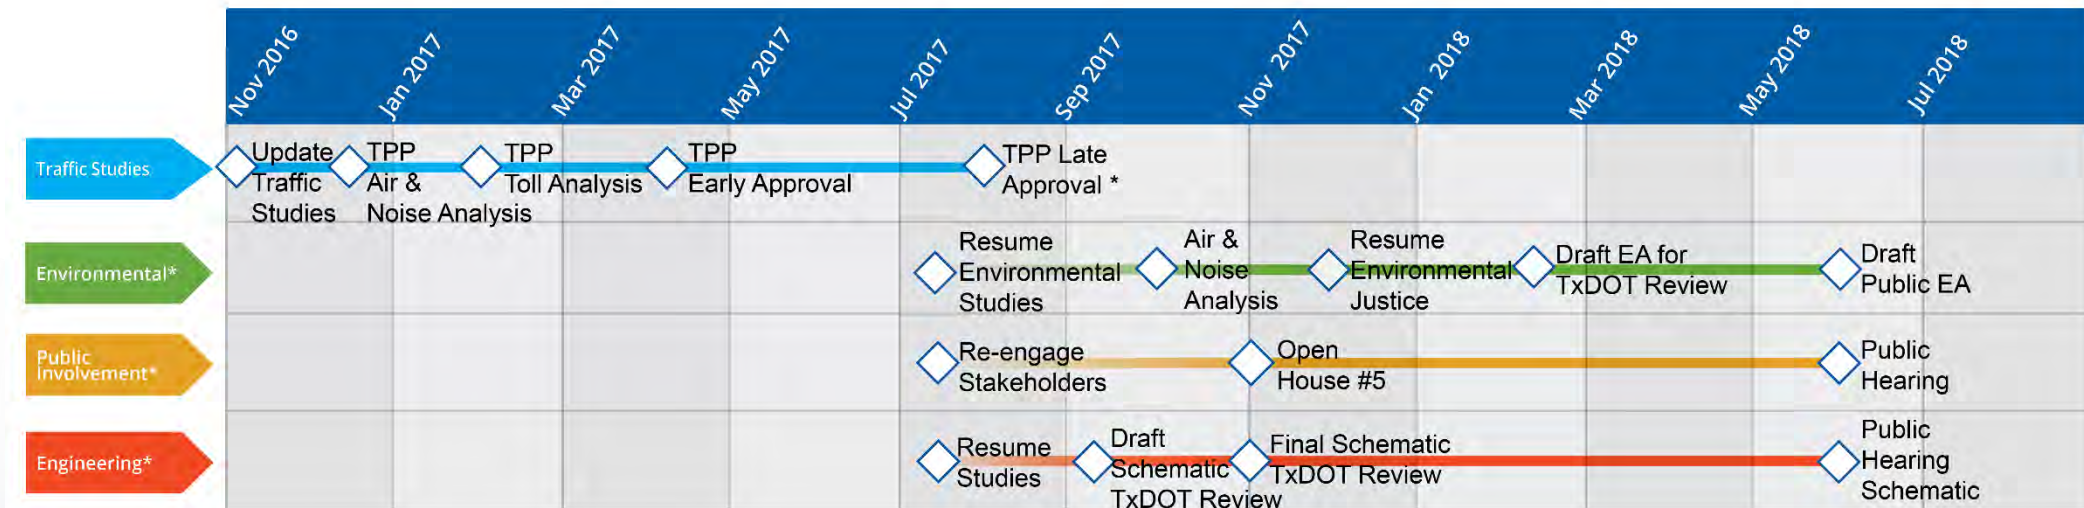 Nov 2016
Jan 2017
Mar 2017
May 2017
Jul 2017
Sep 2017
Nov 2017
Jan 2018
Mar 2018
May 2018
Jul 2018
Traffic Studies
Update
Traffic
Studies
TPP
Air &
Noise Analysis
TPP
Toll Analysis
TPP
Early Approval
TPP Late
Approval *
Environmental*
Resume
Environmental
Studies
Air &
Noise
Analysis
Resume
Environmental
Justice
Draft EA for
TxDOT Review
Draft
Public EA
Public
Involvement*
Re-engage
Stakeholders
Open
House #5
Public
Hearing
Engineering*
Resume
Studies
Draft
Schematic
TxDOT Review
Final Schematic
TxDOT Review
Public
Hearing
Schematic